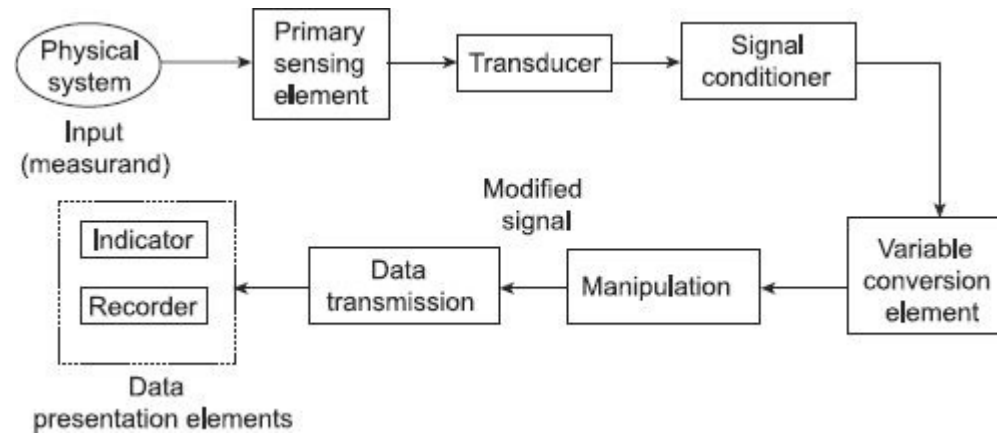 Physical
system
Input
(measurand)
Primary
sensing
element
Transducer
Signal
conditioner
Variable
conversion
element
Manipulation
Modified
signal
Data
transmission
Indicator
Recorder
Data
presentation elements